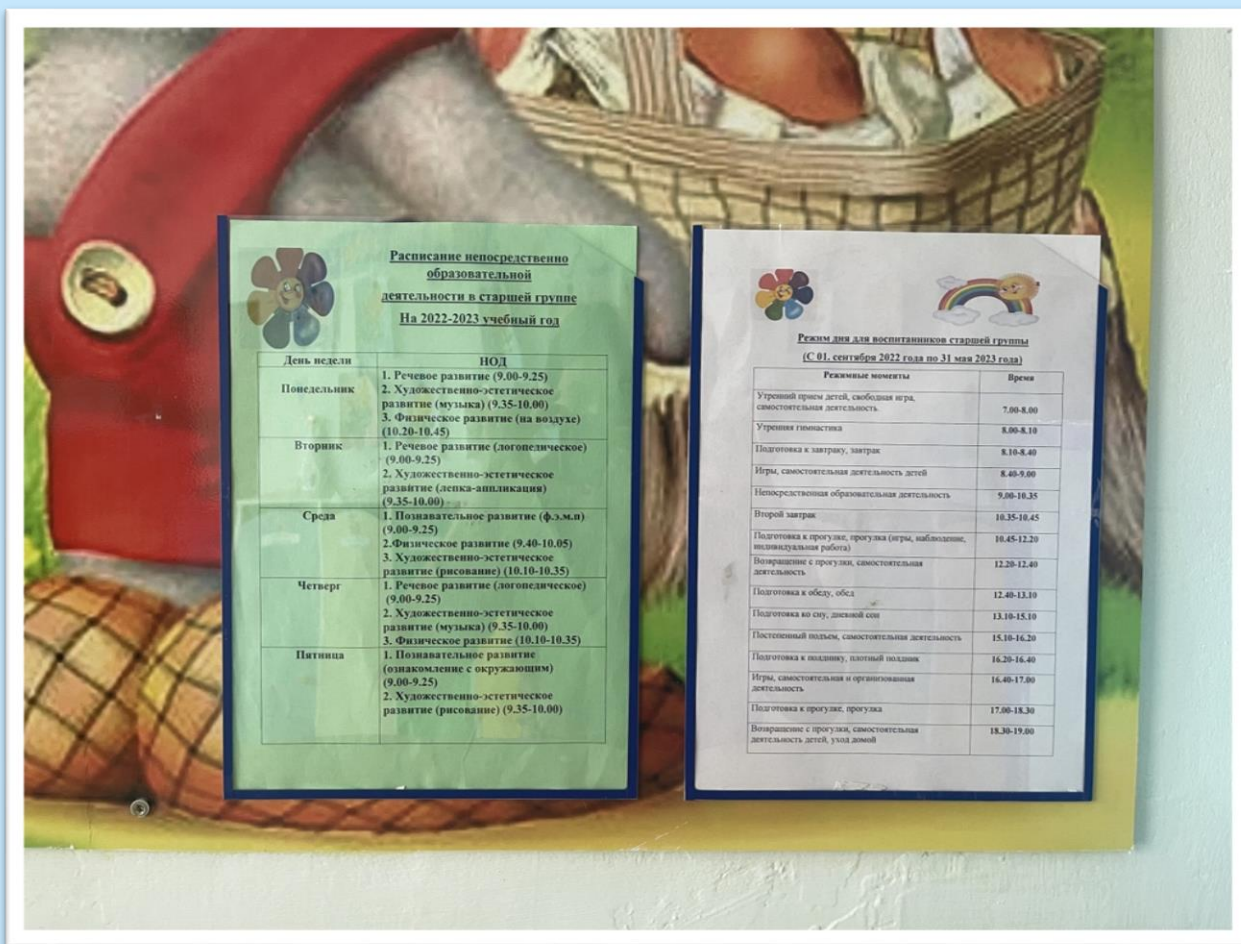 Расписание непосредственно
образовательной
деятельности в старшей группе
На 2022-2023 учебный год
День недели НОД
Понедельник
1. Речевое развитие (9.00-9.25)
2. Художественно-эстетическое
развитие (музыка) (9.35-10.00)
3. Физическое развитие (на воздухе)
(10.20-10.45)
Вторник
1. Речевое развитие (логопедическое)
(9.00-9.25)
2. Художественно-эстетическое
развитие (лепка-аппликация)
(9.35-10.00)
Среда
1. Познавательное развитие (ф.э.м.п)
(9.00-9.25)
2.Физическое развитие (9.40-10.05)
3. Художественно-эстетическое
развитие (рисование) (10.10-10.35)
Четверг
1. Речевое развитие (логопедическое)
(9.00-9.25)
2. Художественно-эстетическое
развитие (музыка) (9.35-10.00)
3. Физическое развитие (10.10-10.35)
Пятница
1. Познавательное развитие
(ознакомление с окружающим)
(9.00-9.25)
2. Художественно-эстетическое
развитие (рисование) (9.35-10.00)
Режим дня для воспитанников старшей группы
(С 01. сентября 2022 года по 31 мая 2023 года)
Режимные моменты Время
Утренний прием детей, свободная игра,
самостоятельная деятельность. 7.00-8.00
Утренняя гимнастика 8.00-8.10
Подготовка к завтраку, завтрак 8.10-8.40
Игры, самостоятельная деятельность детей 8.40-9.00
Непосредственная образовательная деятельность 9.00-10.35
Второй завтрак 10.35-10.45
Подготовка к прогулке, прогулка (игры, наблюдение,
индивидуальная работа) 10.45-12.20
Возвращение с прогулки, самостоятельная
деятельность 12.20-12.40
Подготовка к обеду, обед 12.40-13.10
Подготовка ко сну, дневной сон 13.10-15.10
Постепенный подъем, самостоятельная деятельность 15.10-16.20
Подготовка к полднику, плотный полдник 16.20-16.40
Игры, самостоятельная и организованная
деятельность 16.40-17.00
Подготовка к прогулке, прогулка 17.00-18.30
Возвращение с прогулки, самостоятельная
деятельность детей, уход домой 18.30-19.00